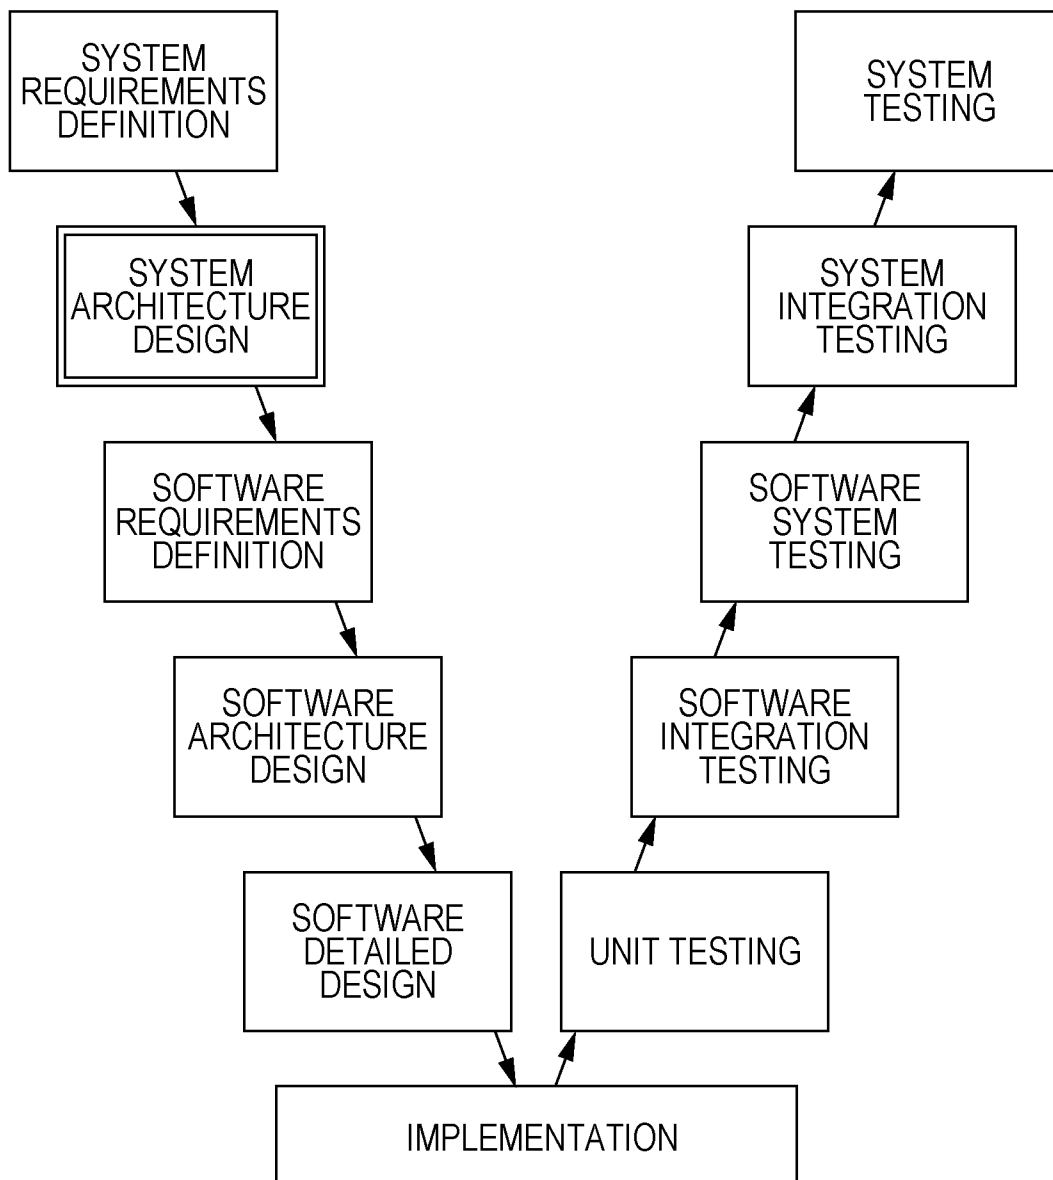 SYSTEM
REQUIREMENTS
DEFINITION
SYSTEM
ARCHITECTURE
DESIGN
SOFTWARE
REQUIREMENTS
DEFINITION
SOFTWARE
ARCHITECTURE
DESIGN
SOFTWARE
DETAILED
DESIGN
IMPLEMENTATION
UNIT TESTING
SOFTWARE
INTEGRATION
TESTING
SOFTWARE
SYSTEM
TESTING
SYSTEM
INTEGRATION
TESTING
SYSTEM
TESTING